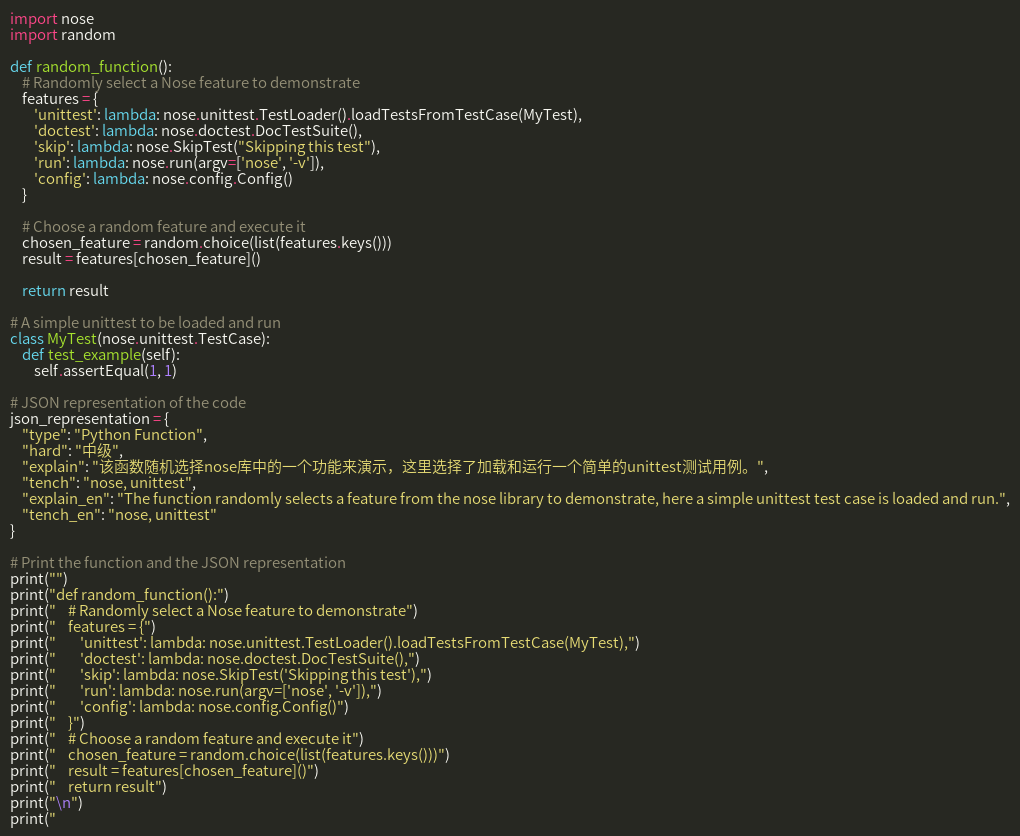 import nose
import random

def random_function():
    # Randomly select a Nose feature to demonstrate
    features = {
        'unittest': lambda: nose.unittest.TestLoader().loadTestsFromTestCase(MyTest),
        'doctest': lambda: nose.doctest.DocTestSuite(),
        'skip': lambda: nose.SkipTest("Skipping this test"),
        'run': lambda: nose.run(argv=['nose', '-v']),
        'config': lambda: nose.config.Config()
    }

    # Choose a random feature and execute it
    chosen_feature = random.choice(list(features.keys()))
    result = features[chosen_feature]()

    return result

# A simple unittest to be loaded and run
class MyTest(nose.unittest.TestCase):
    def test_example(self):
        self.assertEqual(1, 1)

# JSON representation of the code
json_representation = {
    "type": "Python Function",
    "hard": "中级",
    "explain": "该函数随机选择nose库中的一个功能来演示，这里选择了加载和运行一个简单的unittest测试用例。",
    "tench": "nose, unittest",
    "explain_en": "The function randomly selects a feature from the nose library to demonstrate, here a simple unittest test case is loaded and run.",
    "tench_en": "nose, unittest"
}

# Print the function and the JSON representation
print("")
print("def random_function():")
print("    # Randomly select a Nose feature to demonstrate")
print("    features = {")
print("        'unittest': lambda: nose.unittest.TestLoader().loadTestsFromTestCase(MyTest),")
print("        'doctest': lambda: nose.doctest.DocTestSuite(),")
print("        'skip': lambda: nose.SkipTest('Skipping this test'),")
print("        'run': lambda: nose.run(argv=['nose', '-v']),")
print("        'config': lambda: nose.config.Config()")
print("    }")
print("    # Choose a random feature and execute it")
print("    chosen_feature = random.choice(list(features.keys()))")
print("    result = features[chosen_feature]()")
print("    return result")
print("\n")
print("